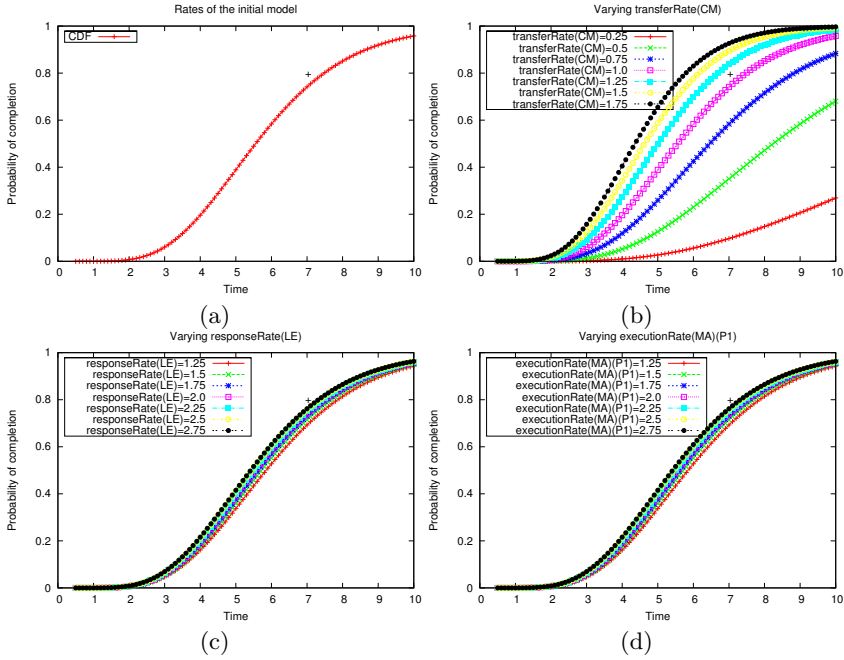 Rates of the initial model
CDF
1
0.8
0.6
0.4
0.2
0
Probability of completion
0 1 2 3 4 5 6 7 8 9 10
Time
(a)
Varying transferRate(CM)
transferRate(CM)=0.25
transferRate(CM)=0.5
transferRate(CM)=0.75
transferRate(CM)=1.0
transferRate(CM)=1.25
transferRate(CM)=1.5
transferRate(CM)=1.75
1
0.8
0.6
0.4
0.2
0
Probability of completion
0 1 2 3 4 5 6 7 8 9 10
Time
(b)
Varying responseRate(LE)
responseRate(LE)=1.25
responseRate(LE)=1.5
responseRate(LE)=1.75
responseRate(LE)=2.0
responseRate(LE)=2.25
responseRate(LE)=2.5
responseRate(LE)=2.75
1
0.8
0.6
0.4
0.2
0
Probability of completion
0 1 2 3 4 5 6 7 8 9 10
Time
(c)
Varying executionRate(MA)(P1)
executionRate(MA)(P1)=1.25
executionRate(MA)(P1)=1.5
executionRate(MA)(P1)=1.75
executionRate(MA)(P1)=2.0
executionRate(MA)(P1)=2.25
executionRate(MA)(P1)=2.5
executionRate(MA)(P1)=2.75
1
0.8
0.6
0.4
0.2
0
Probability of completion
0 1 2 3 4 5 6 7 8 9 10
Time
(d)